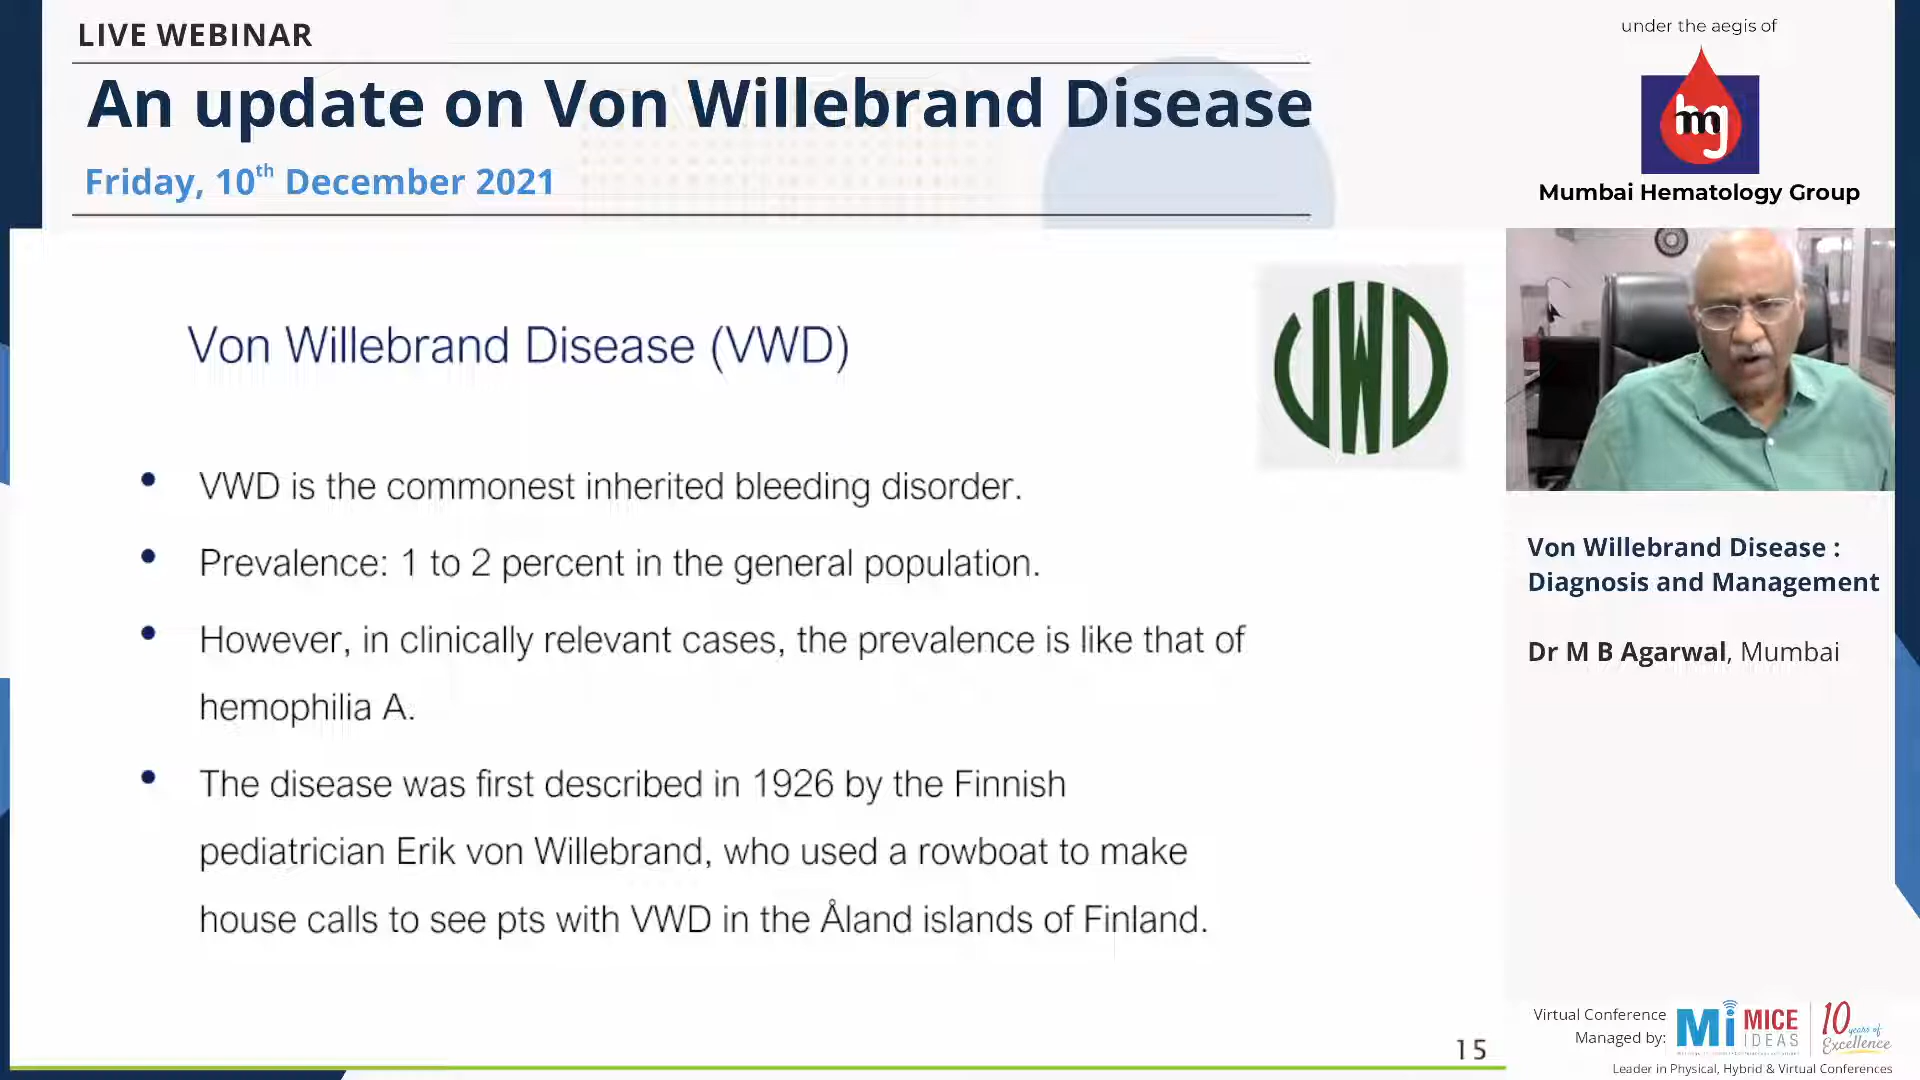 LIVE WEBINAR
An update on Von Willebrand Disease
Friday, 10th December 2021
under the aegis of
hmg
Mumbai Hematology Group
Von Willebrand Disease (VWD)
VWD
• VWD is the commonest inherited bleeding disorder.
• Prevalence: 1 to 2 percent in the general population.
• However, in clinically relevant cases, the prevalence is like that of
hemophilia A.
• The disease was first described in 1926 by the Finnish
pediatrician Erik von Willebrand, who used a rowboat to make
house calls to see pts with VWD in the Åland islands of Finland.
15
Von Willebrand Disease :
Diagnosis and Management
Dr M B Agarwal, Mumbai
Virtual Conference
Managed by:
Mi MICE
IDEAS
10
years of
Excellence
Leader in Physical, Hybrid & Virtual Conferences